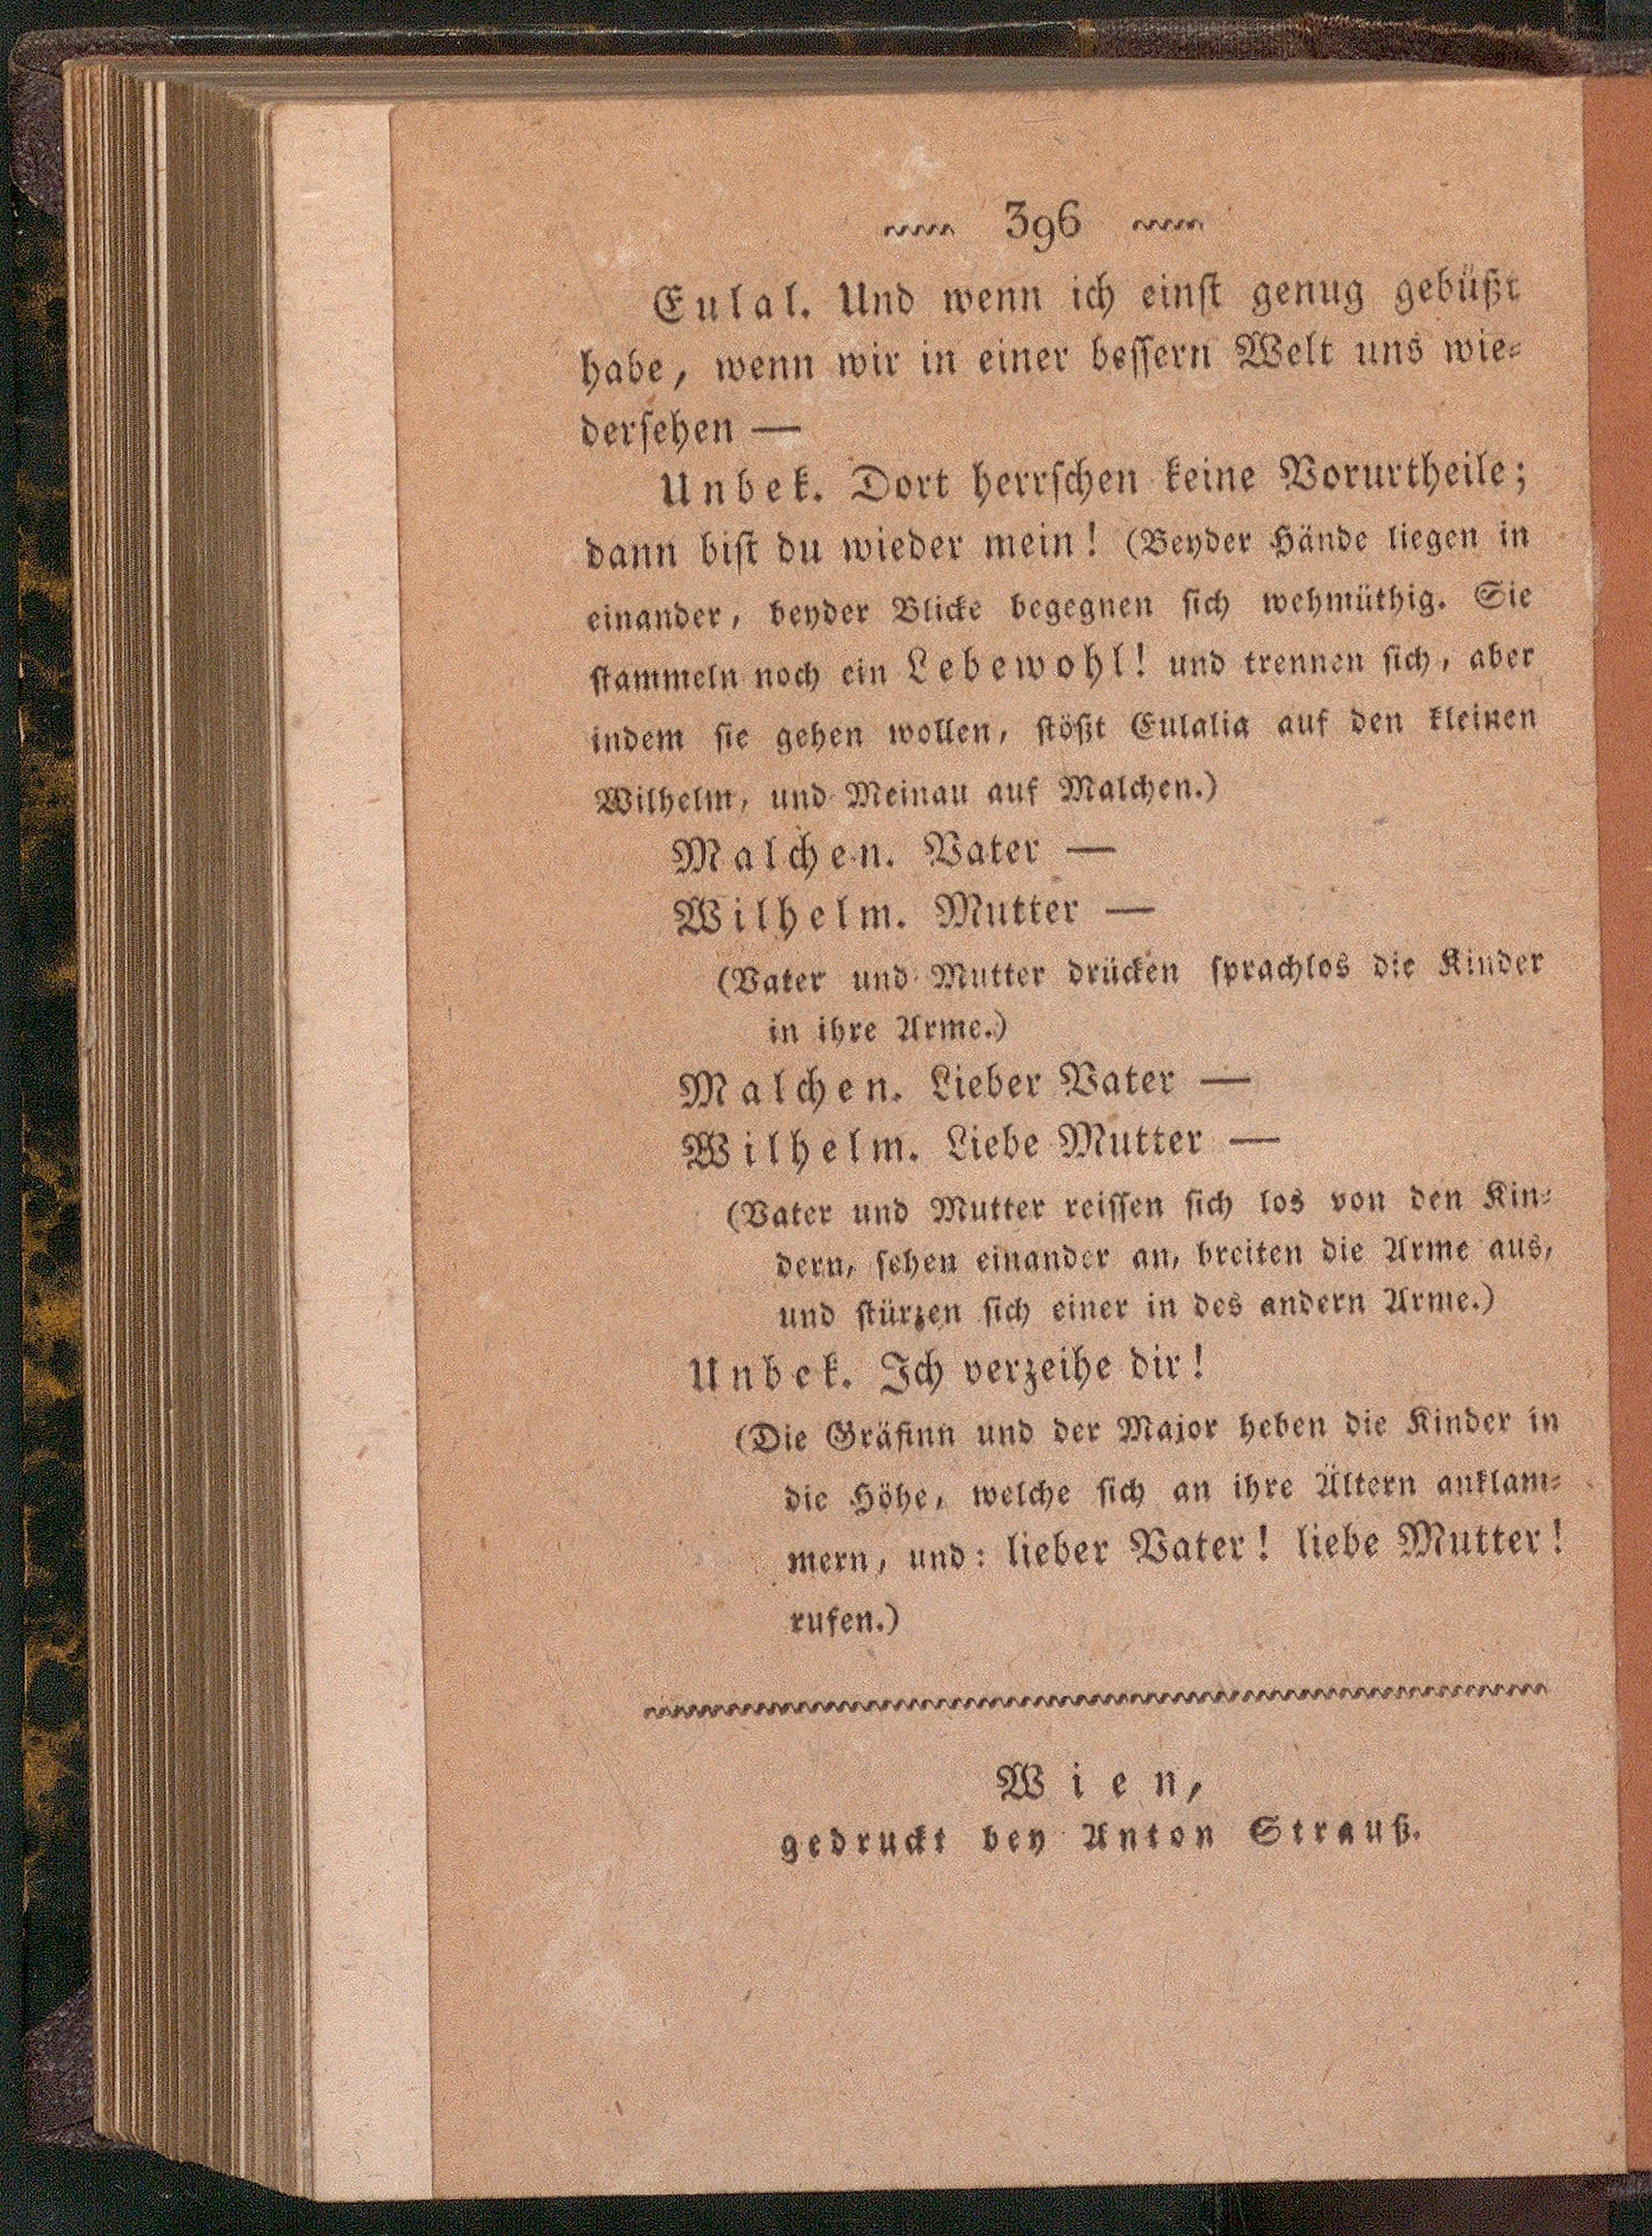 396
Eulal. Und wenn ich einst genug gebüßt
habe, wenn wir in einer bessern Welt uns wie-
dersehen —
Unbek. Dort herrschen keine Vorurtheile;
dann bist du wieder mein! (Beyder Hände liegen in
einander, beyder Blicke begegnen sich wehmüthig. Sie
stammeln noch ein Lebewohl! und trennen sich, aber
indem sie gehen wollen, stößt Eulalia auf den kleinen
Wilhelm, und Meinau auf Malchen.)
Malchen. Vater —
Wilhelm. Mutter —
(Vater und Mutter drücken sprachlos die Kinder
in ihre Arme.)
Malchen. Lieber Vater —
Wilhelm. Liebe Mutter —
(Vater und Mutter reissen sich los von den Kin-
dern, sehen einander an, breiten die Arme aus,
und stürzen sich einer in des andern Arme.)
Unbek. Ich verzeihe dir!
(Die Gräfinn und der Major heben die Kinder in
die Höhe, welche sich an ihre Ältern anklam-
mern, und: lieber Vater! liebe Mutter!
rufen.)
Wien,
gedruckt bey Anton Strauß.